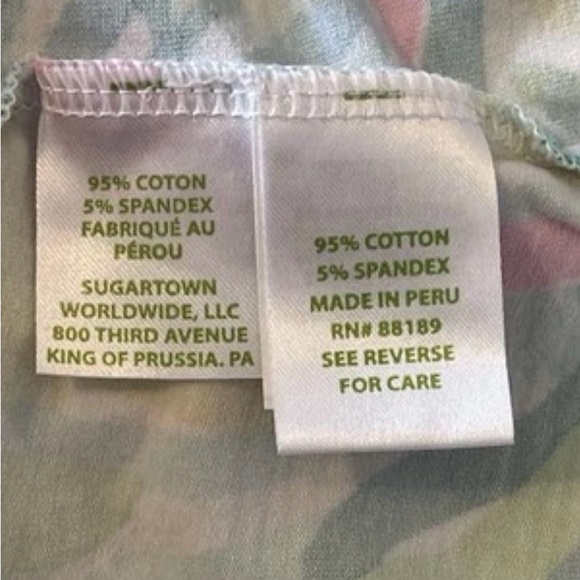 95% COTON
5% SPANDEX
FABRIQUÉ AU
PÉROU
SUGARTOWN
WORLDWIDE, LLC
800 THIRD AVENUE
KING OF PRUSSIA. PA
95% COTTON
5% SPANDEX
MADE IN PERU
RN# 88189
SEE REVERSE
FOR CARE